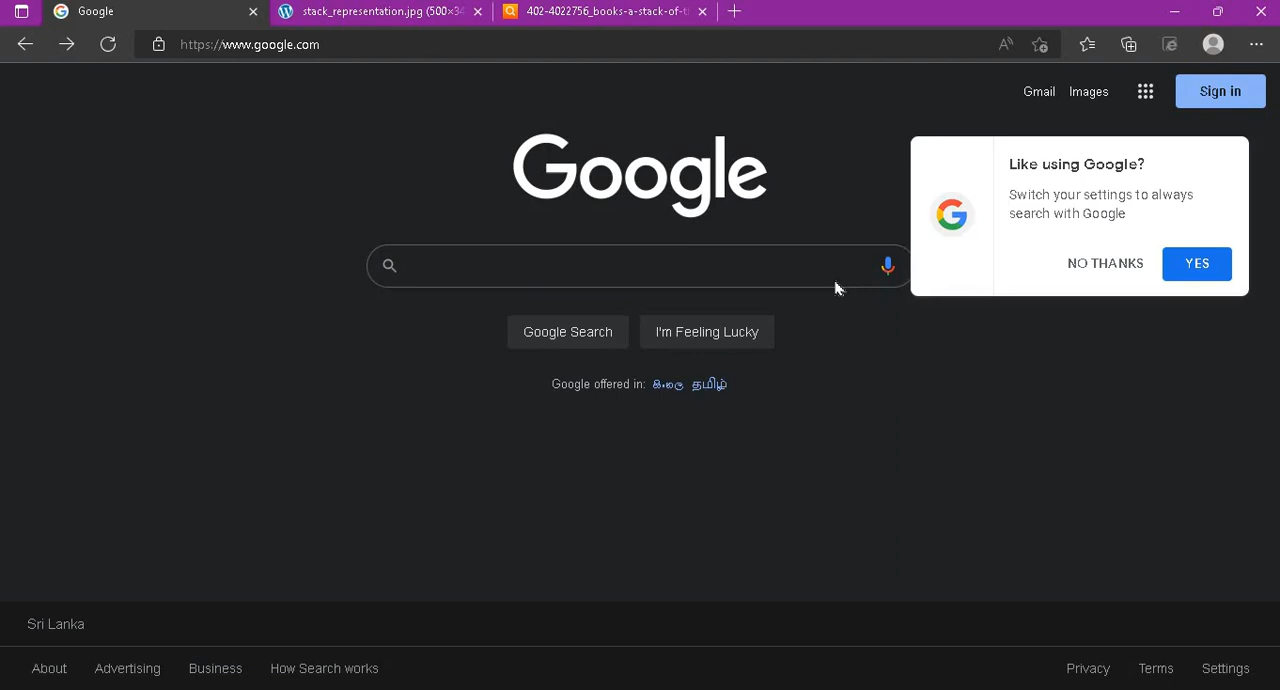 Google
stack_representation.jpg (500×34
402-4022756_books-a-stack-of-t
https://www.google.com
Gmail Images Sign in
Google
Like using Google?
Switch your settings to always
search with Google
NO THANKS YES
Google Search I'm Feeling Lucky
Google offered in: සිංහල தமிழ்
Sri Lanka
About Advertising Business How Search works Privacy Terms Settings